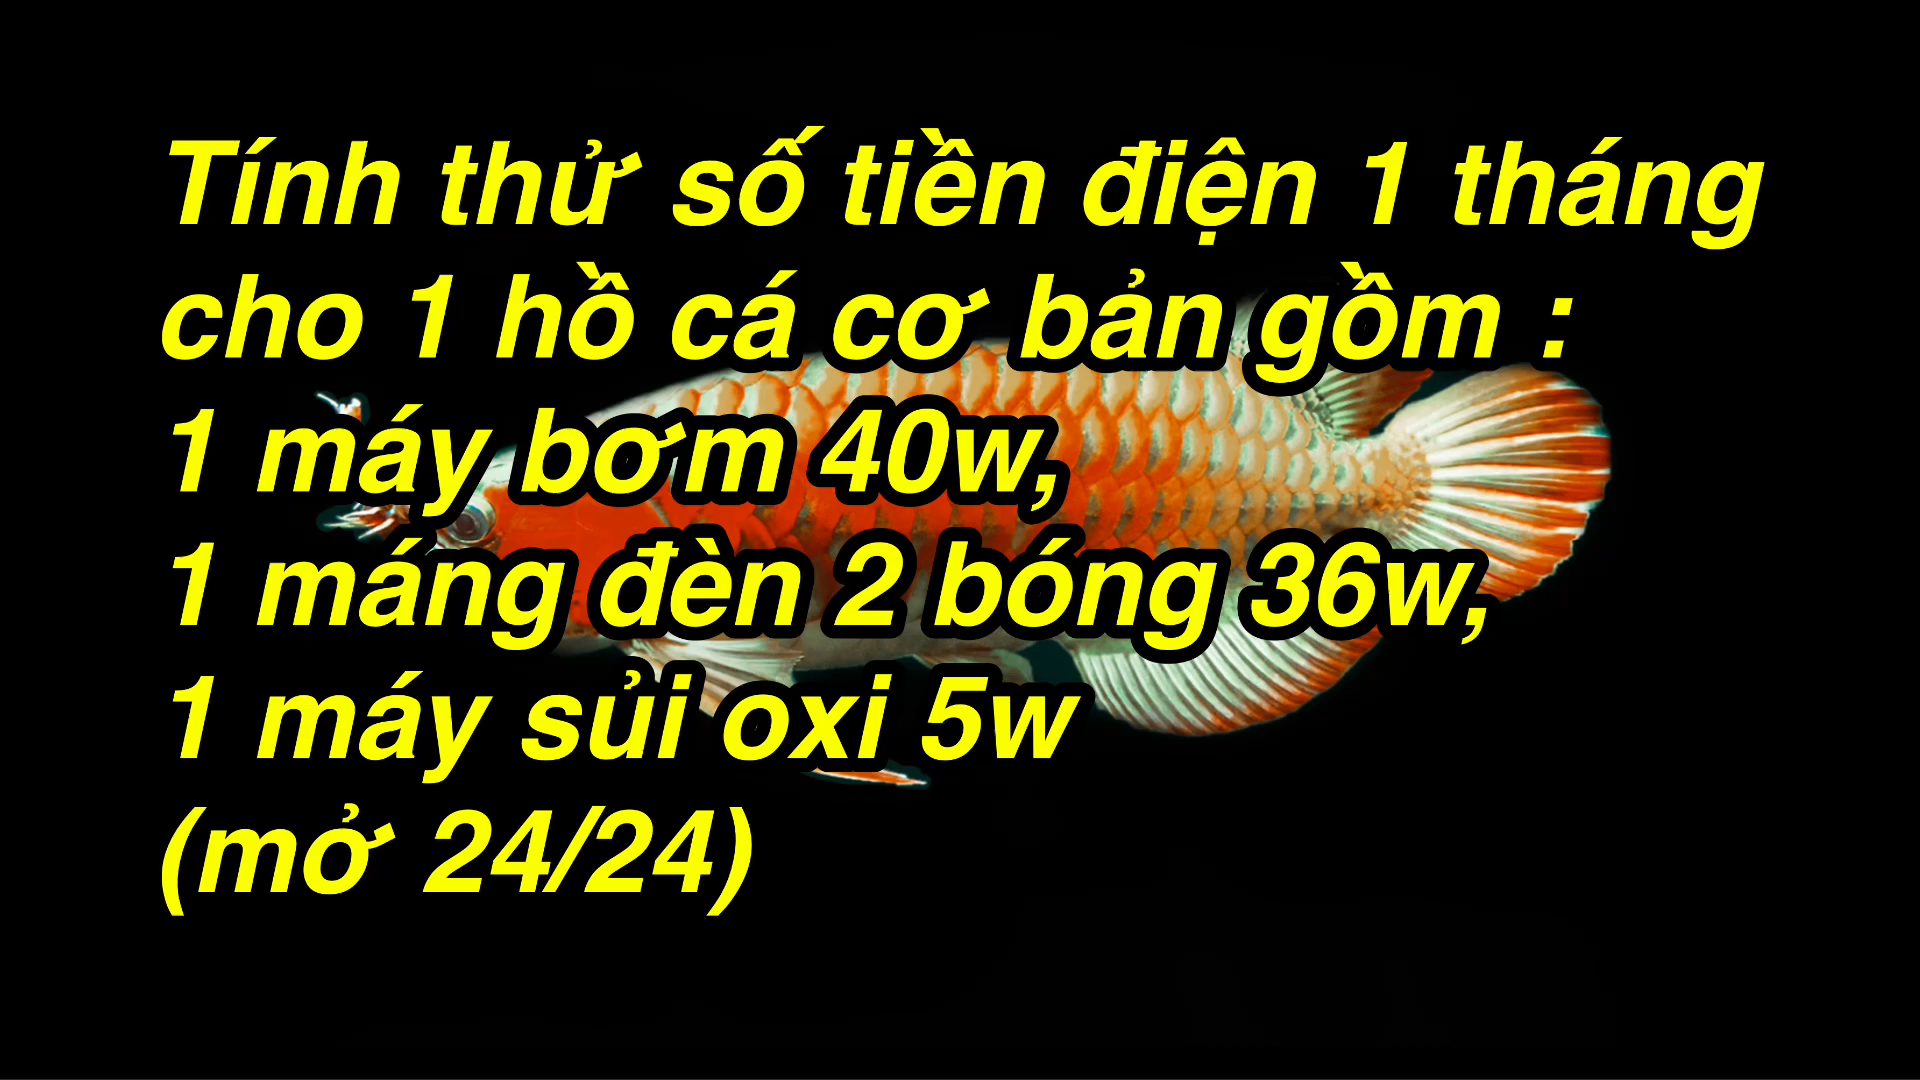 Tính thử số tiền điện 1 tháng
cho 1 hồ cá cơ bản gồm :
1 máy bơm 40w,
1 máng đèn 2 bóng 36w,
1 máy sủi oxi 5w
(mở 24/24)